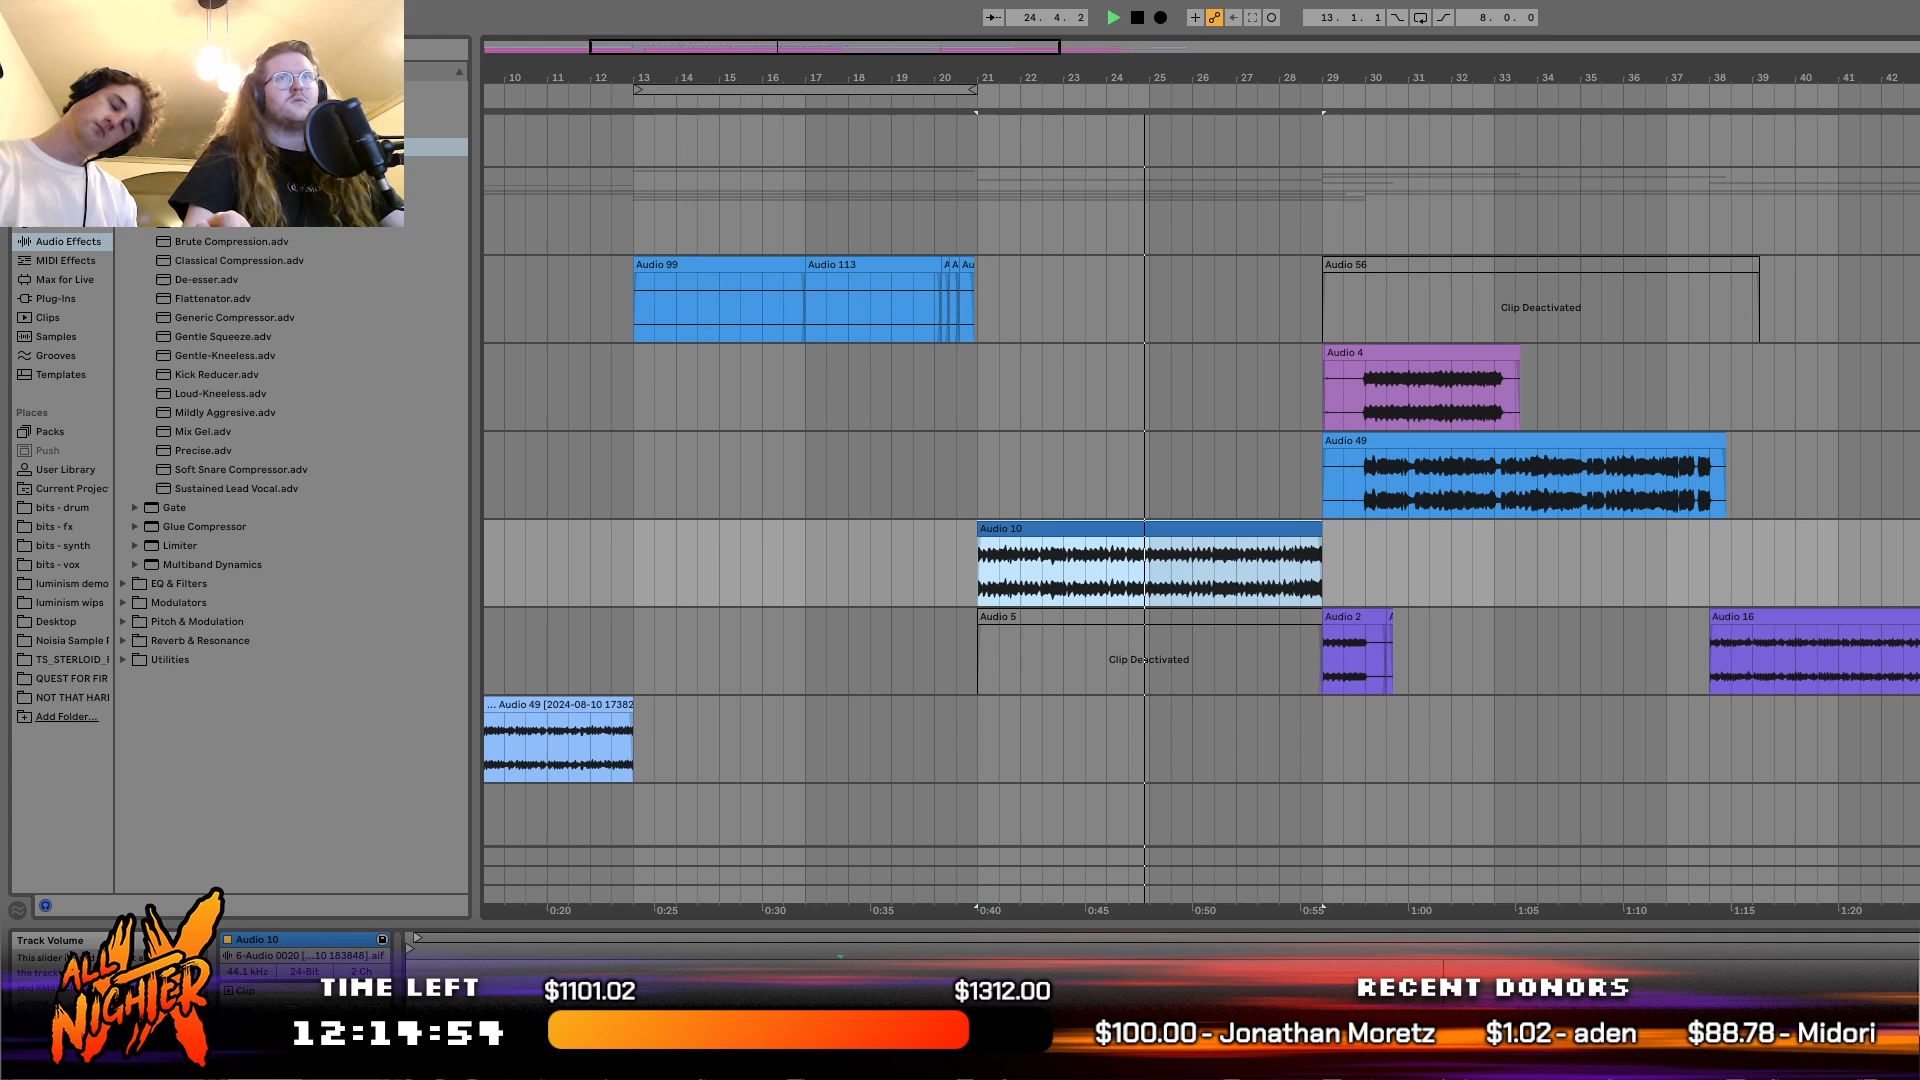 24. 4. 2
13. 1. 1
8. 0. 0
10 11 12 13 14 15 16 17 18 19 20 21 22 23 24 25 26 27 28 29 30 31 32 33 34 35 36 37 38 39 40 41 42
Audio Effects
MIDI Effects
Max for Live
Plug-Ins
Clips
Samples
Grooves
Templates
Places
Packs
Push
User Library
Current Projec
bits - drum
bits - fx
bits - synth
bits - vox
luminism demo
luminism wips
Desktop
Noisia Sample
TS_STERLOID_
QUEST FOR FIR
NOT THAT HARI
Add Folder...
Brute Compression.adv
Classical Compression.adv
De-esser.adv
Flattenator.adv
Generic Compressor.adv
Gentle Squeeze.adv
Gentle-Kneeless.adv
Kick Reducer.adv
Loud-Kneeless.adv
Mildly Aggresive.adv
Mix Gel.adv
Precise.adv
Soft Snare Compressor.adv
Sustained Lead Vocal.adv
Gate
Glue Compressor
Limiter
Multiband Dynamics
EQ & Filters
Modulators
Pitch & Modulation
Reverb & Resonance
Utilities
Audio 99 Audio 113 A A Au
Audio 56
Clip Deactivated
Audio 4
Audio 49
Audio 10
Audio 5
Clip Deactivated
Audio 2
Audio 16
... Audio 49 [2024-08-10 17382
0:20 0:25 0:30 0:35 0:40 0:45 0:50 0:55 1:00 1:05 1:10 1:15 1:20
Track Volume
Audio 10
6-Audio 0020 [...10 183848].aif
44.1 kHz 24-Bit 2 Ch
Clip
ALL
NIGHTER
TIME LEFT
12:14:54
$1101.02
$1312.00
RECENT DONORS
$100.00 - Jonathan Moretz $1.02 - aden $88.78 - Midori